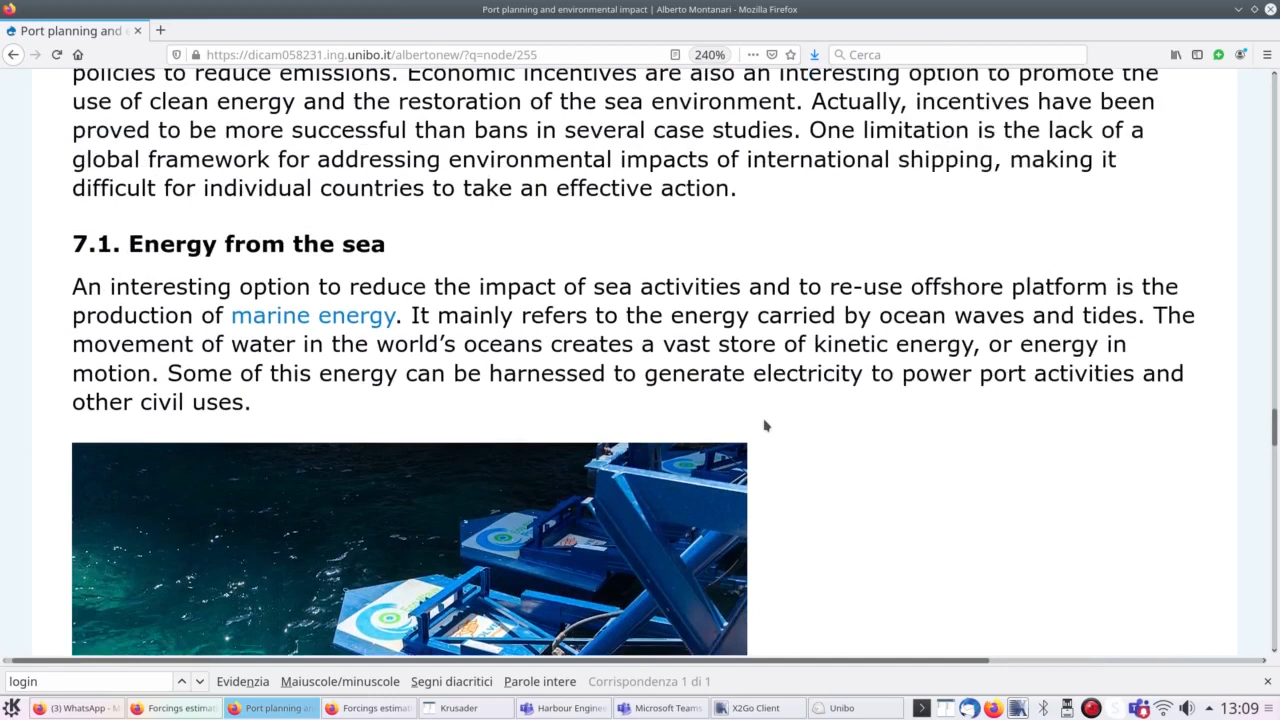 Port planning and environmental impact | Alberto Montanari - Mozilla Firefox
Port planning and e
https://dicam058231.ing.unibo.it/albertonew/?q=node/255
240%
Cerca
policies to reduce emissions. Economic incentives are also an interesting option to promote the
use of clean energy and the restoration of the sea environment. Actually, incentives have been
proved to be more successful than bans in several case studies. One limitation is the lack of a
global framework for addressing environmental impacts of international shipping, making it
difficult for individual countries to take an effective action.
7.1. Energy from the sea
An interesting option to reduce the impact of sea activities and to re-use offshore platform is the
production of marine energy. It mainly refers to the energy carried by ocean waves and tides. The
movement of water in the world’s oceans creates a vast store of kinetic energy, or energy in
motion. Some of this energy can be harnessed to generate electricity to power port activities and
other civil uses.
login
Evidenzia
Maiuscole/minuscole
Segni diacritici
Parole intere
Corrispondenza 1 di 1
(3) WhatsApp - M
Forcings estimat
Port planning an
Forcings estimat
Krusader
Harbour Engine
Microsoft Teams
X2Go Client
Unibo
13:09